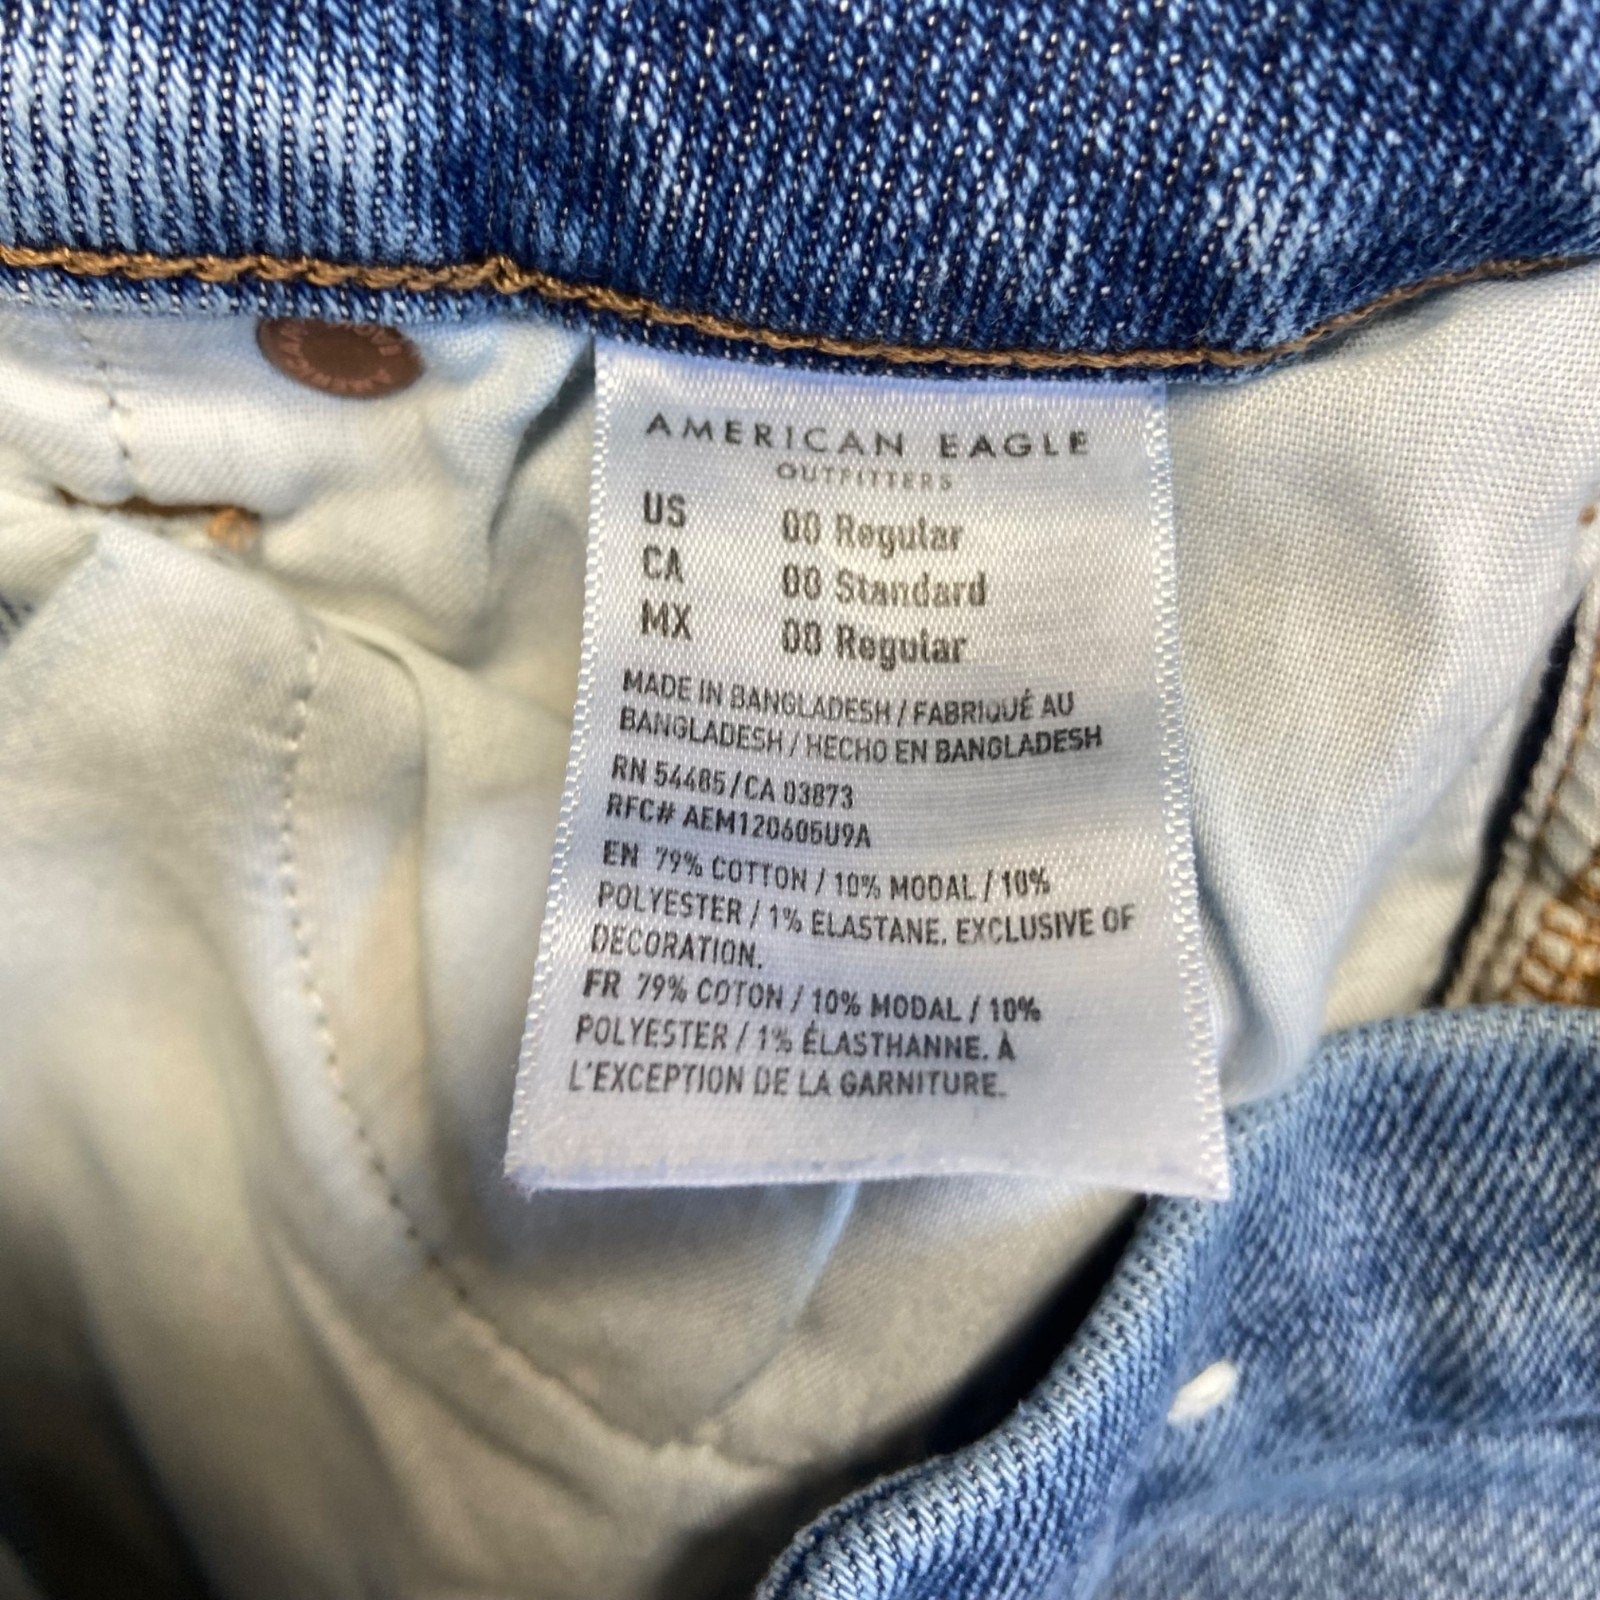 AMERICAN EAGLE
OUTFITTERS
US 00 Regular
CA 00 Standard
MX 00 Regular
MADE IN BANGLADESH / FABRIQUÉ AU
BANGLADESH / HECHO EN BANGLADESH
RN 54485/CA 03873
RFC# AEM120605U9A
EN 79% COTTON / 10% MODAL / 10%
POLYESTER / 1% ELASTANE. EXCLUSIVE OF
DECORATION.
FR 79% COTON / 10% MODAL / 10%
POLYESTER / 1% ÉLASTHANNE. À
L'EXCEPTION DE LA GARNITURE.